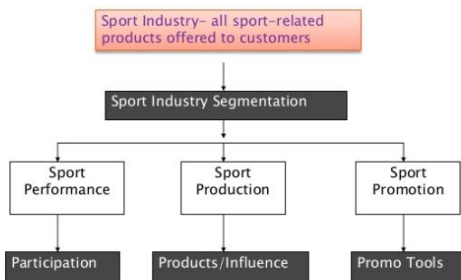 Sport Industry- all sport-related
products offered to customers
Sport Industry Segmentation
Sport
Performance
Sport
Production
Sport
Promotion
Participation
Products/Influence
Promo Tools